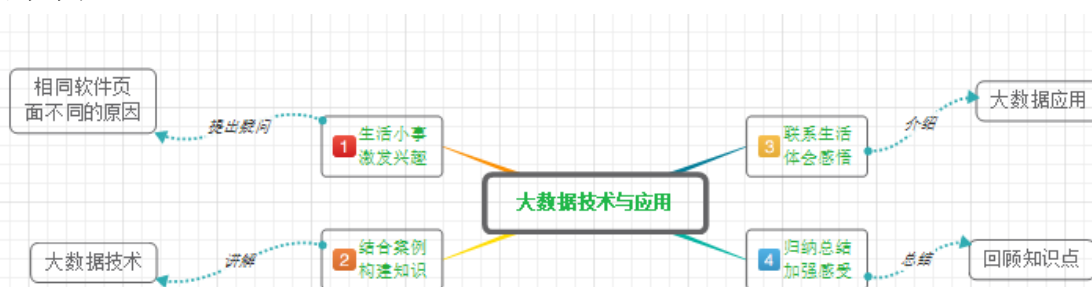 相同软件页
面不同的原因
提出疑问
1
生活小事
激发兴趣
大数据技术与应用
3
联系生活
体会感悟
介绍
大数据应用
大数据技术
讲解
2
结合案例
构建知识
4
归纳总结
加强感受
总结
回顾知识点